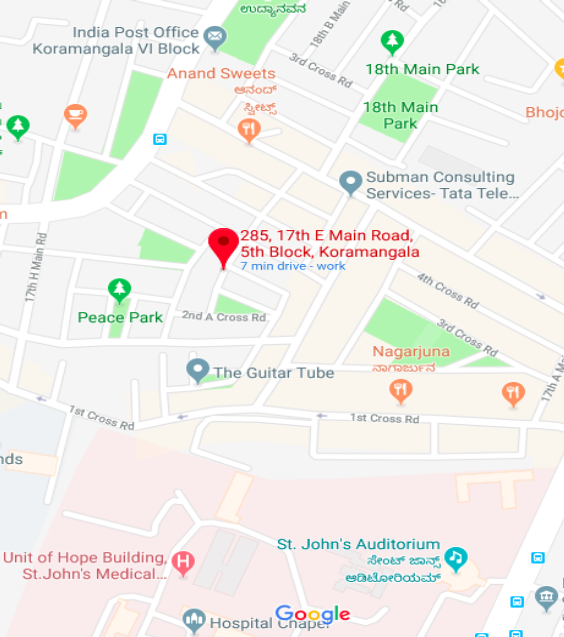 ಉದ್ಯಾನವನ
India Post Office
Koramangala VI Block
18th B Main Rd
3rd Cross Rd
18th Main Park
Anand Sweets
ಆನಂದ್
ಸ್ವೀಟ್ಸ್
18th Main
Park
Bhoj
Subman Consulting
Services- Tata Tele...
17th H Main Rd
285, 17th E Main Road,
5th Block, Koramangala
7 min drive - work
4th Cross Rd
Peace Park
2nd A Cross Rd
3rd Cross Rd
Nagarjuna
ನಾಗಾರ್ಜುನ
The Guitar Tube
17th A Main
1st Cross Rd
1st Cross Rd
nds
St. John's Auditorium
ಸೇಂಟ್ ಜಾನ್ಸ್
ಆಡಿಟೋರಿಯಮ್
Unit of Hope Building,
St.John's Medical...
Google
Hospital Chapel